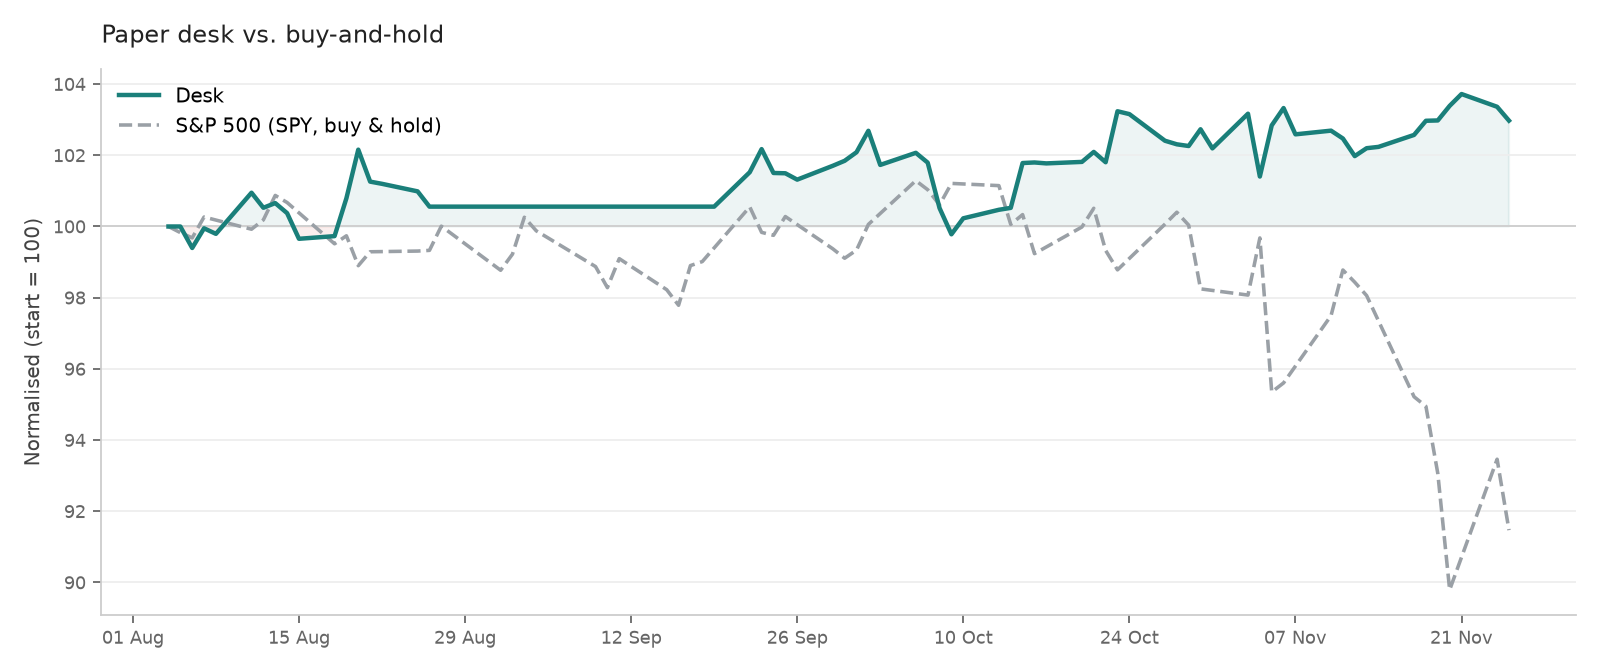 Paper desk vs. buy-and-hold
Desk
S&P 500 (SPY, buy & hold)
Normalised (start = 100)
104
102
100
98
96
94
92
90
01 Aug
15 Aug
29 Aug
12 Sep
26 Sep
10 Oct
24 Oct
07 Nov
21 Nov